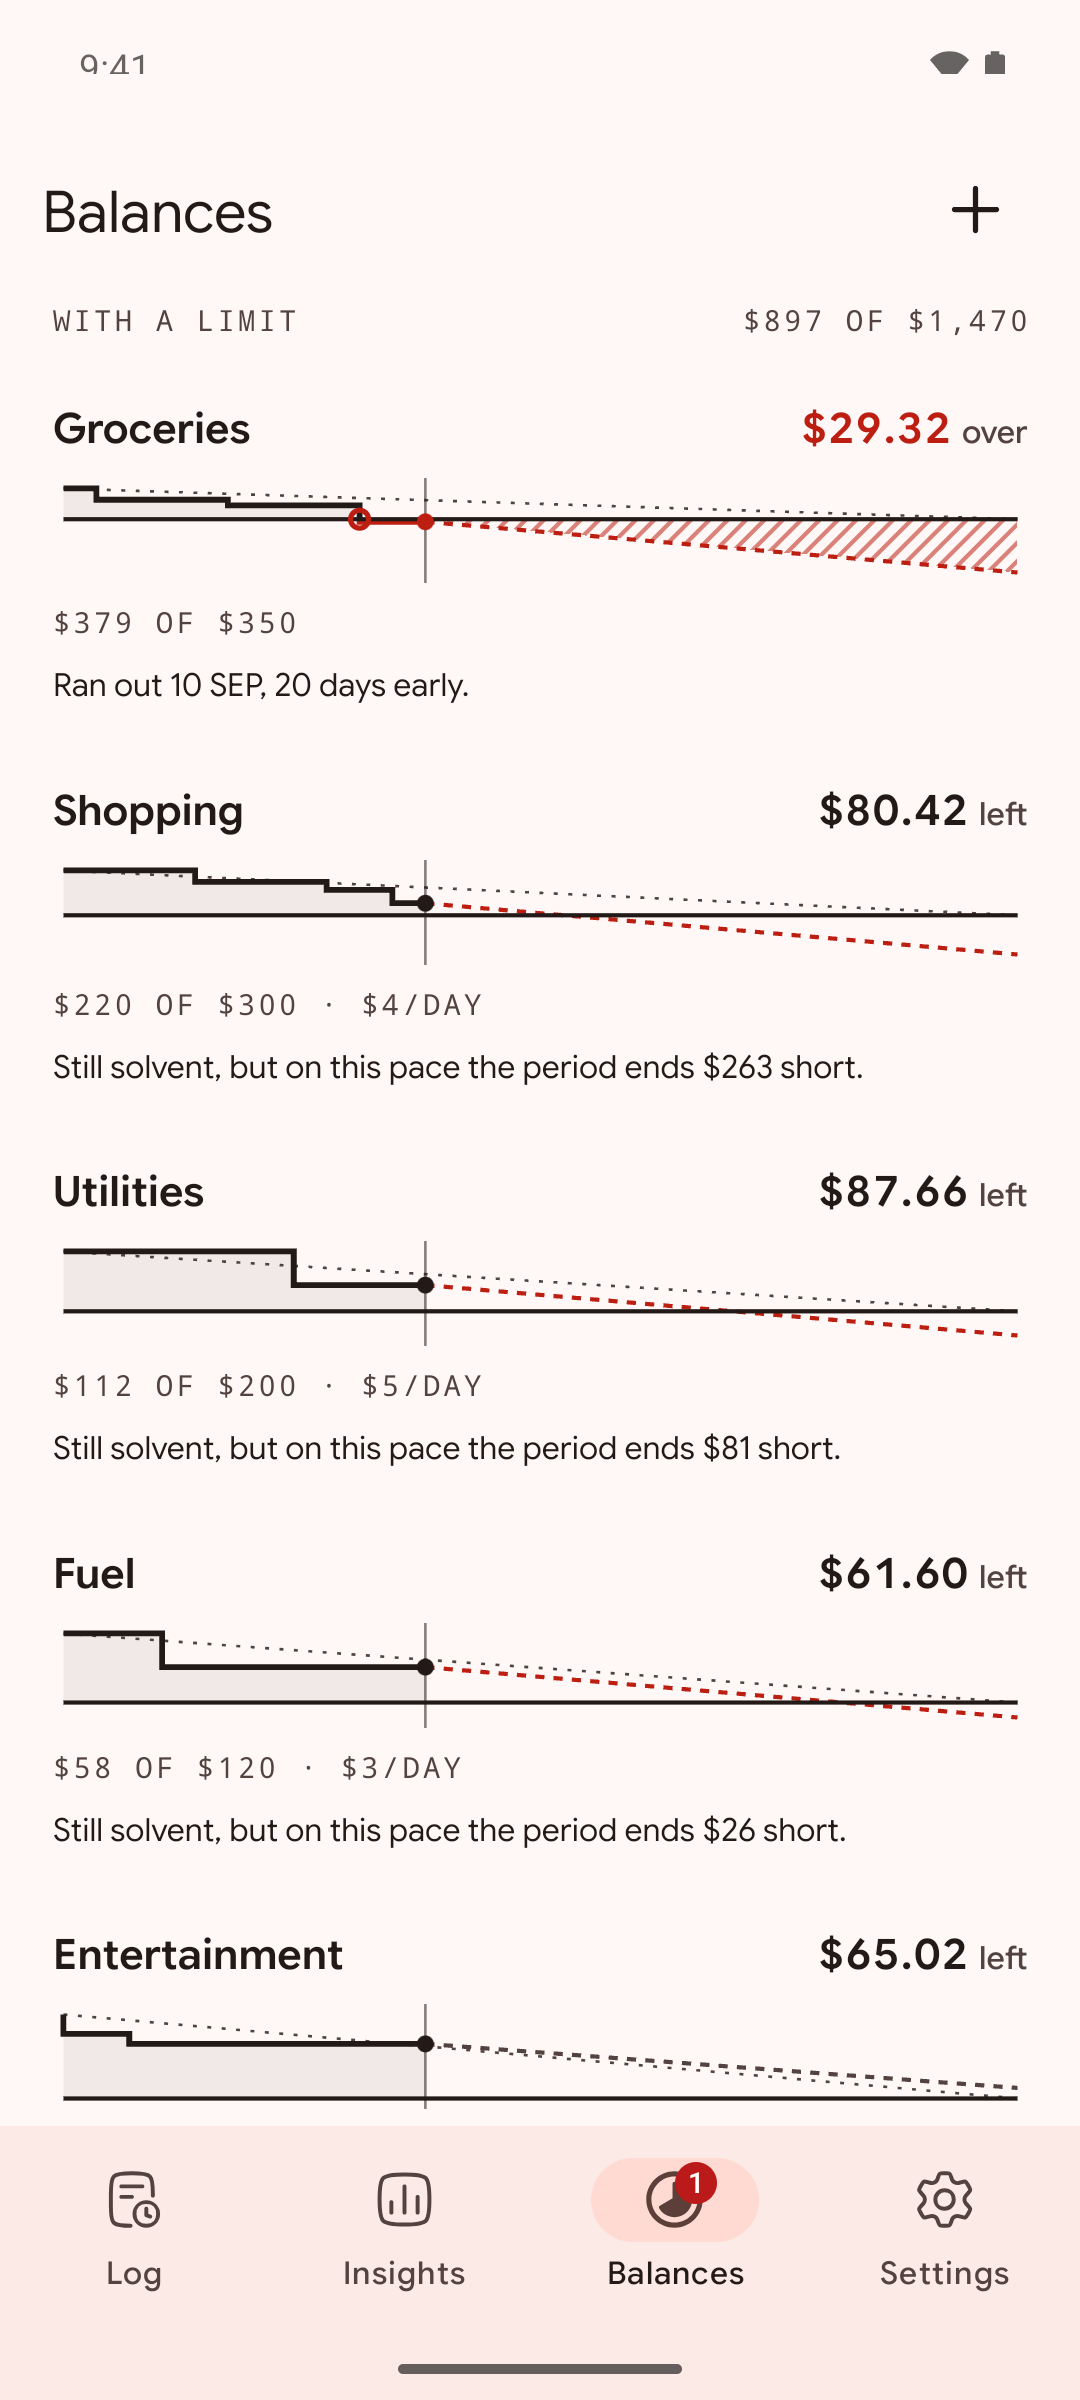 9:41
Balances
WITH A LIMIT $897 OF $1,470
Groceries $29.32 over
$379 OF $350
Ran out 10 SEP, 20 days early.
Shopping $80.42 left
$220 OF $300 · $4/DAY
Still solvent, but on this pace the period ends $263 short.
Utilities $87.66 left
$112 OF $200 · $5/DAY
Still solvent, but on this pace the period ends $81 short.
Fuel $61.60 left
$58 OF $120 · $3/DAY
Still solvent, but on this pace the period ends $26 short.
Entertainment $65.02 left
1
Log Insights Balances Settings